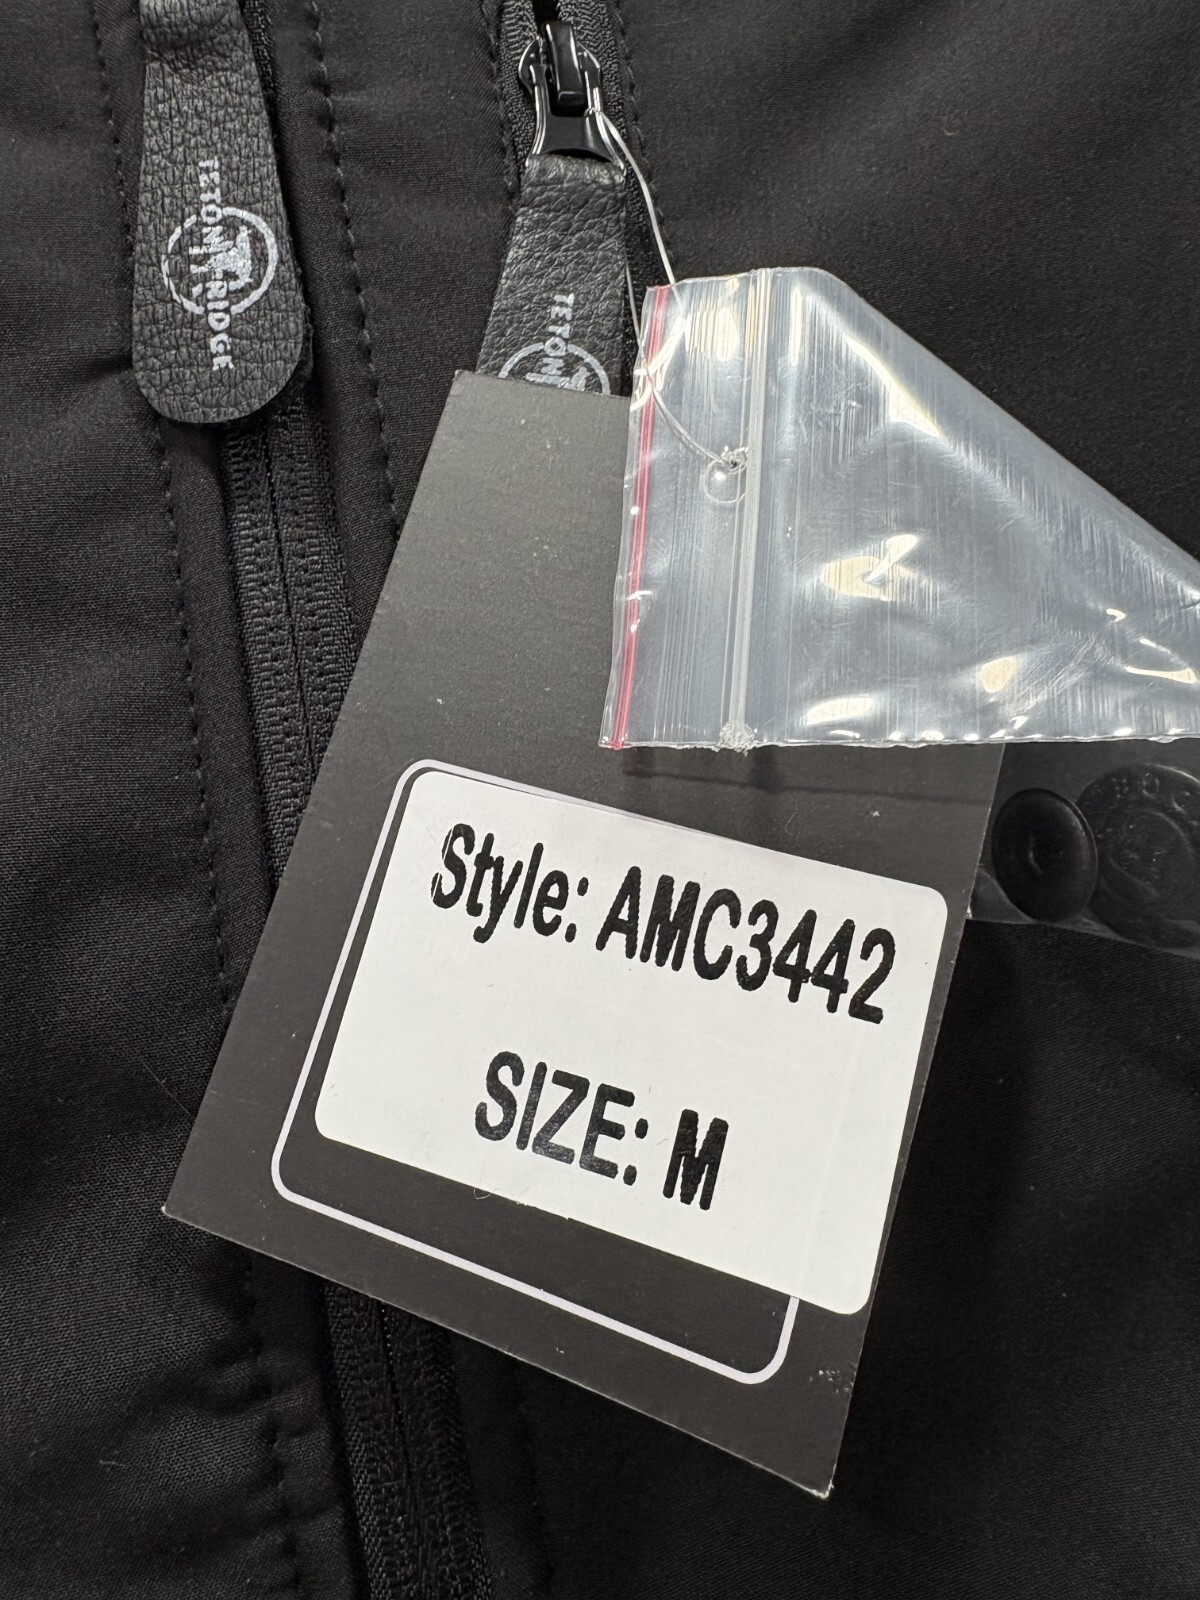 TETON RIDGE
TETON
Style: AMC3442
SIZE: M